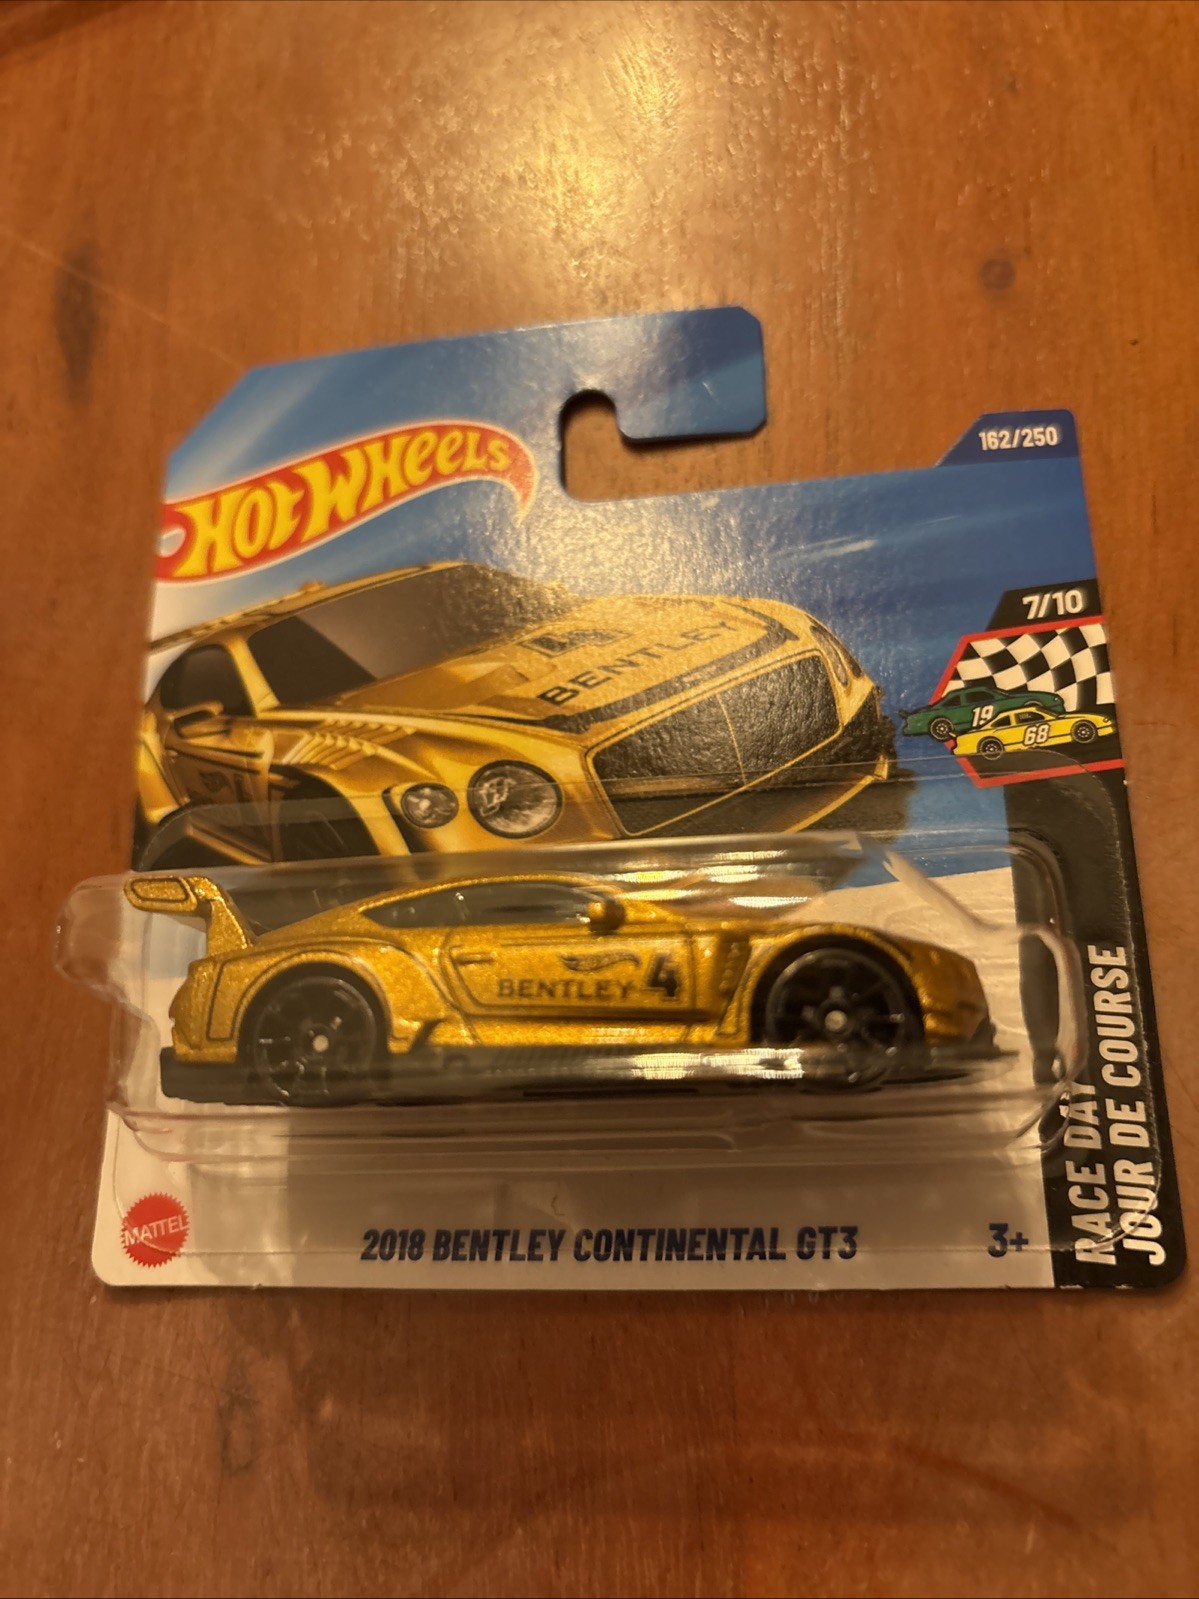 HOT WHEELS
162/250
7/10
19
68
4
BENTLEY
BENTLEY 4
RACE DAY
JOUR DE COURSE
MATTEL
2018 BENTLEY CONTINENTAL GT3
3+